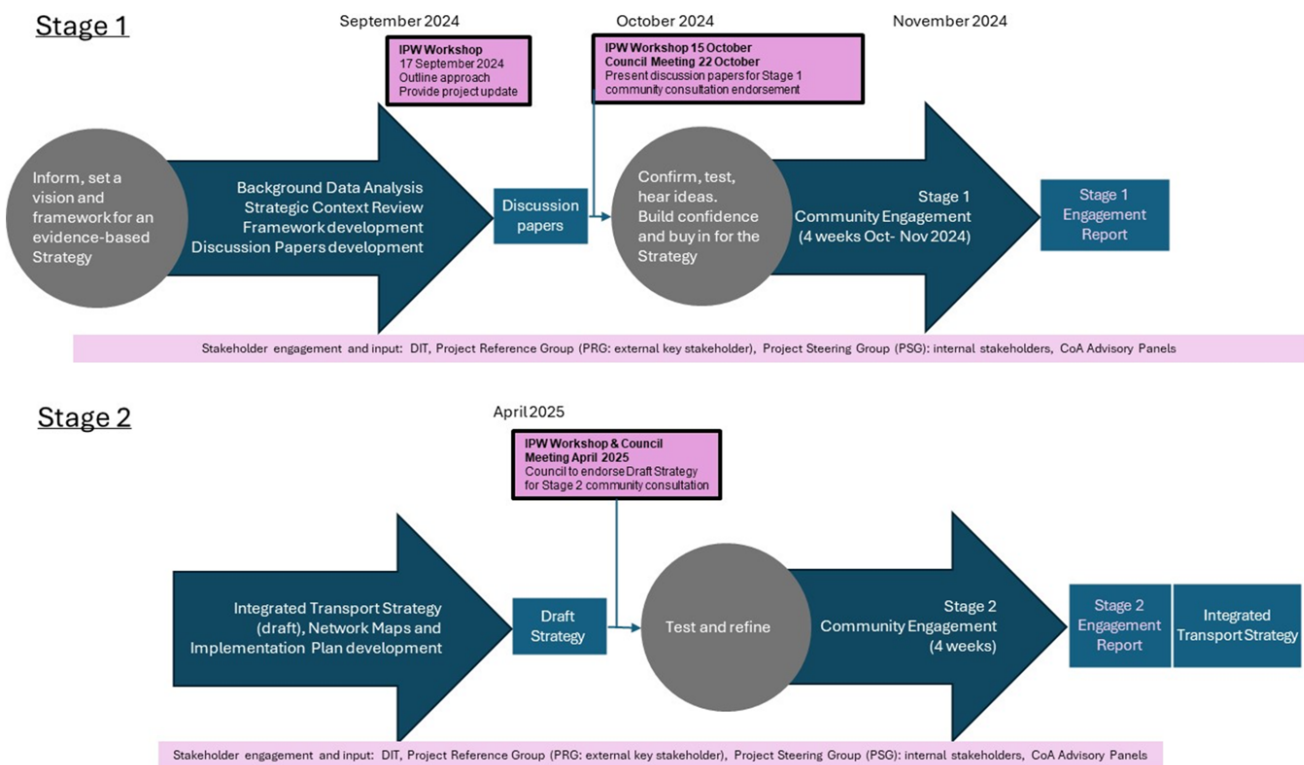 Stage 1
September 2024
October 2024
November 2024
IPW Workshop
17 September 2024
Outline approach
Provide project update
IPW Workshop 15 October
Council Meeting 22 October
Present discussion papers for Stage 1
community consultation endorsement
Inform, set a
vision and
framework for an
evidence-based
Strategy
Background Data Analysis
Strategic Context Review
Framework development
Discussion Papers development
Discussion
papers
Confirm, test,
hear ideas.
Build confidence
and buy in for the
Strategy
Stage 1
Community Engagement
(4 weeks Oct- Nov 2024)
Stage 1
Engagement
Report
Stakeholder engagement and input: DIT, Project Reference Group (PRG: external key stakeholder), Project Steering Group (PSG): internal stakeholders, CoA Advisory Panels
Stage 2
April 2025
IPW Workshop & Council
Meeting April 2025
Council to endorse Draft Strategy
for Stage 2 community consultation
Integrated Transport Strategy
(draft), Network Maps and
Implementation Plan development
Draft
Strategy
Test and refine
Stage 2
Community Engagement
(4 weeks)
Stage 2
Engagement
Report
Integrated
Transport Strategy
Stakeholder engagement and input: DIT, Project Reference Group (PRG: external key stakeholder), Project Steering Group (PSG): internal stakeholders, CoA Advisory Panels